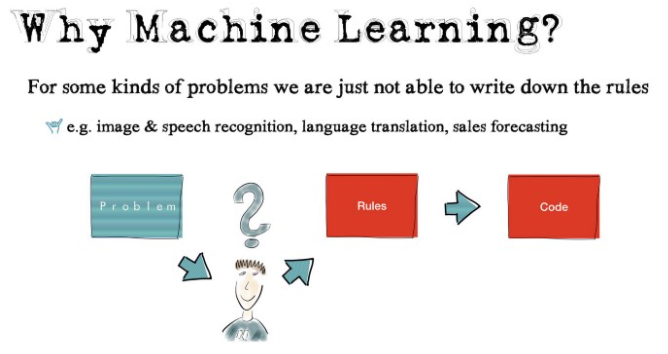 Why Machine Learning?
For some kinds of problems we are just not able to write down the rules
e.g. image & speech recognition, language translation, sales forecasting
Problem
?
Rules
Code